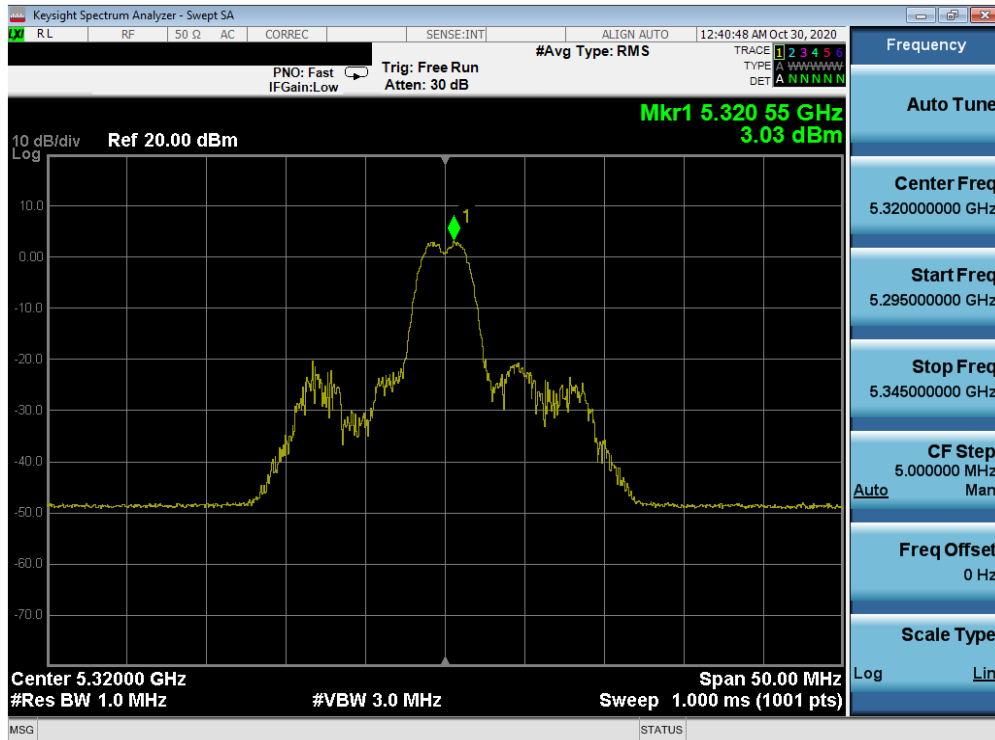 Keysight Spectrum Analyzer - Swept SA
LXI RL RF 50 Ω AC CORREC SENSE:INT ALIGN AUTO 12:40:48 AM Oct 30, 2020
#Avg Type: RMS
TRACE 1 2 3 4 5 6
TYPE A WWWWW
DET A N N N N N
PNO: Fast
IFGain:Low
Trig: Free Run
Atten: 30 dB
Mkr1 5.320 55 GHz
3.03 dBm
10 dB/div Ref 20.00 dBm
Log
1
10.0
0.00
-10.0
-20.0
-30.0
-40.0
-50.0
-60.0
-70.0
Center 5.32000 GHz Span 50.00 MHz
#Res BW 1.0 MHz #VBW 3.0 MHz Sweep 1.000 ms (1001 pts)
MSG STATUS
Frequency
Auto Tune
Center Freq
5.320000000 GHz
Start Freq
5.295000000 GHz
Stop Freq
5.345000000 GHz
CF Step
5.000000 MHz
Auto Man
Freq Offset
0 Hz
Scale Type
Log Lin